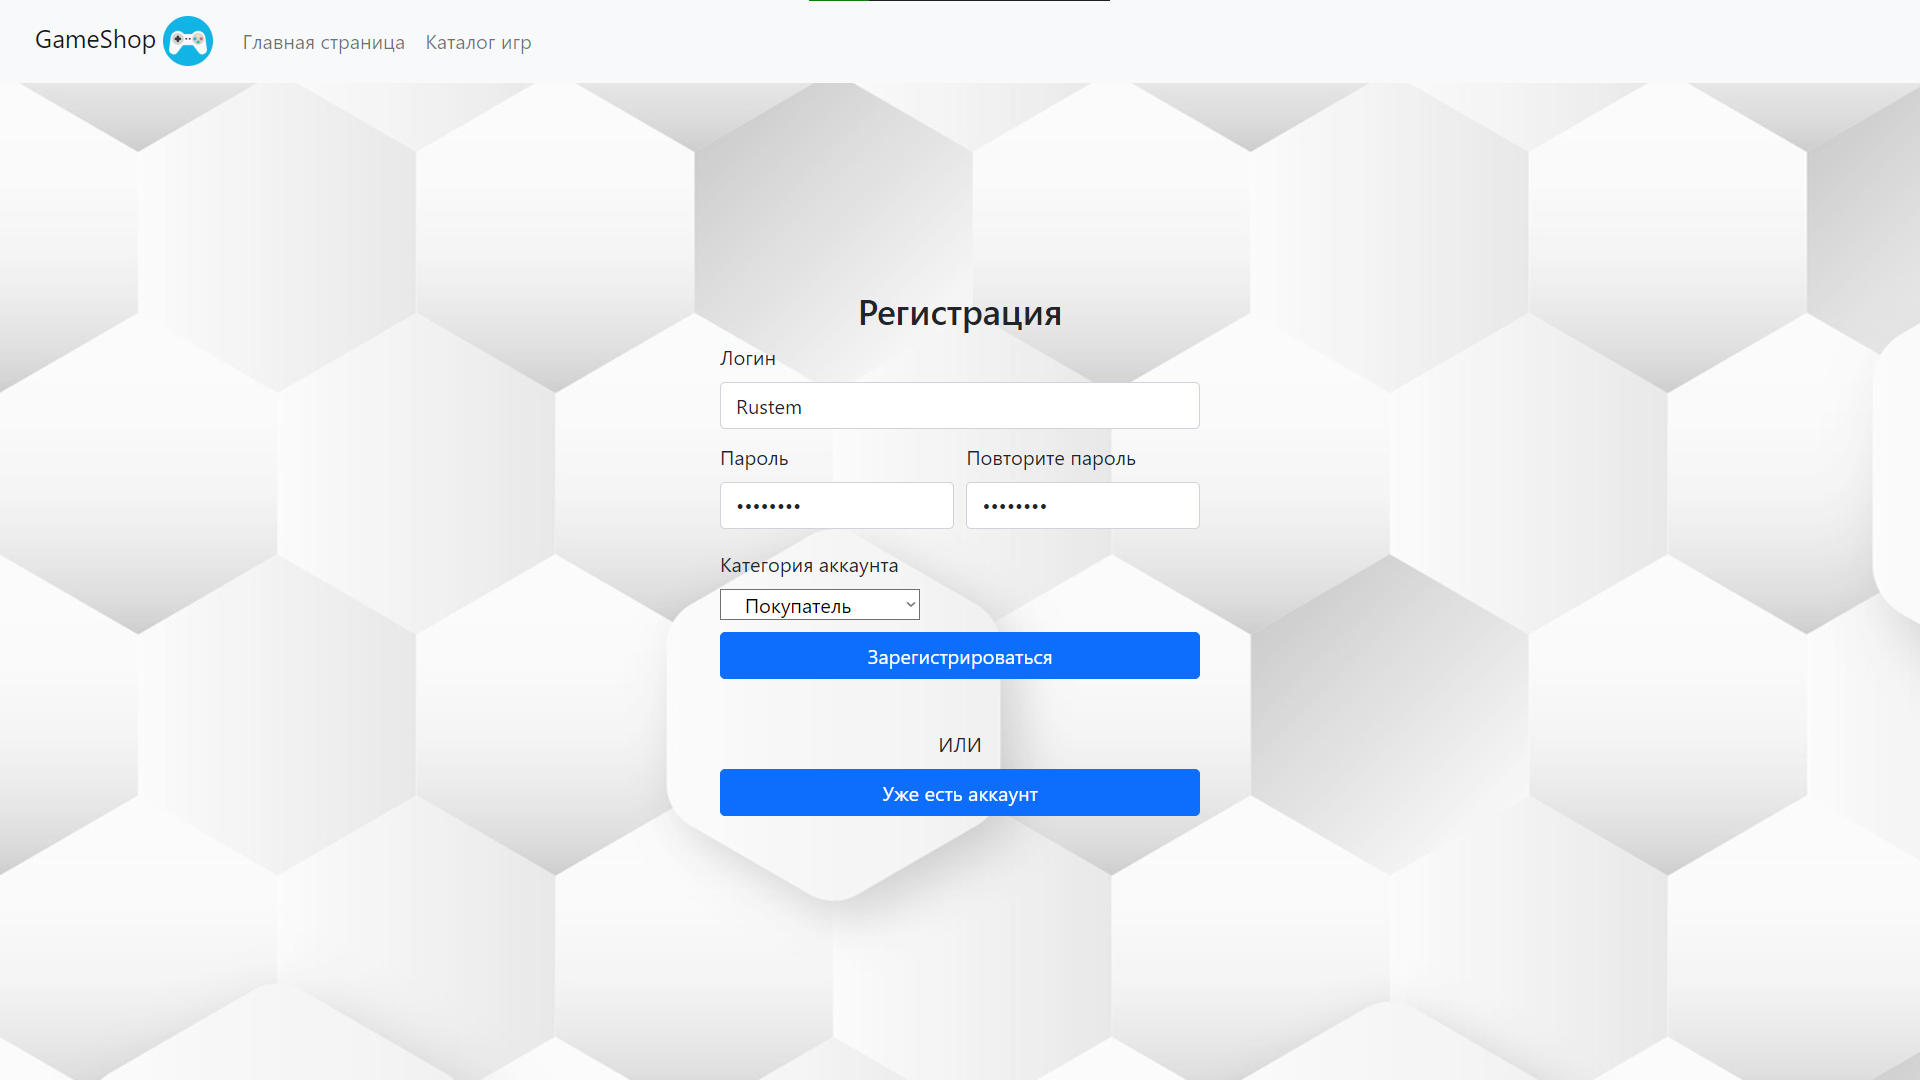 GameShop Главная страница Каталог игр
Регистрация
Логин
Rustem
Пароль Повторите пароль
•••••••• ••••••••
Категория аккаунта
Покупатель
Зарегистрироваться
ИЛИ
Уже есть аккаунт